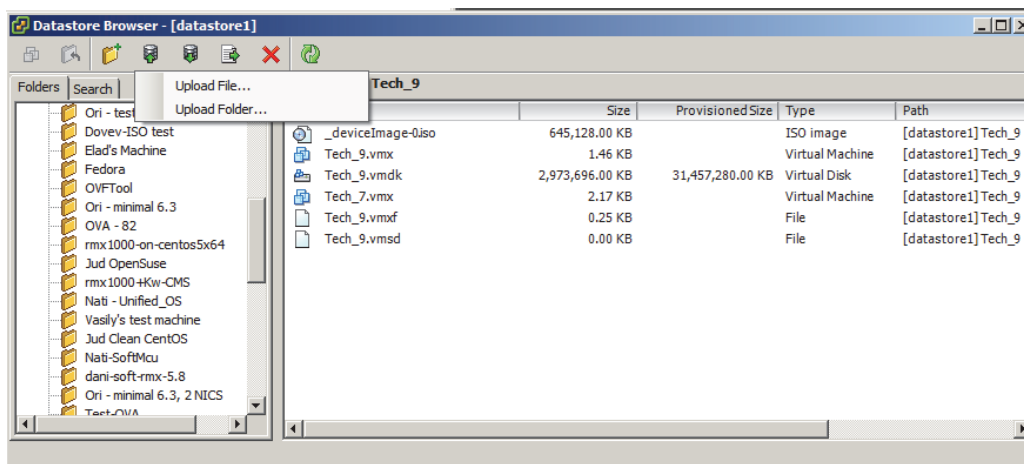 Datastore Browser - [datastore1]
Folders Search
Upload File...
Upload Folder...
Tech_9
Ori - test
Dovev-ISO test
Elad's Machine
Fedora
OVFTool
Ori - minimal 6.3
OVA - 82
rmx1000-on-centos5x64
Jud OpenSuse
rmx1000+Kw-CMS
Nati - Unified_OS
Vasily's test machine
Jud Clean CentOS
Nati-SoftMcu
dani-soft-rmx-5.8
Ori - minimal 6.3, 2 NICS
Test-OVA
Size Provisioned Size Type Path
_deviceImage-0.iso 645,128.00 KB ISO image [datastore1] Tech_9
Tech_9.vmx 1.46 KB Virtual Machine [datastore1] Tech_9
Tech_9.vmdk 2,973,696.00 KB 31,457,280.00 KB Virtual Disk [datastore1] Tech_9
Tech_7.vmx 2.17 KB Virtual Machine [datastore1] Tech_9
Tech_9.vmxf 0.25 KB File [datastore1] Tech_9
Tech_9.vmsd 0.00 KB File [datastore1] Tech_9